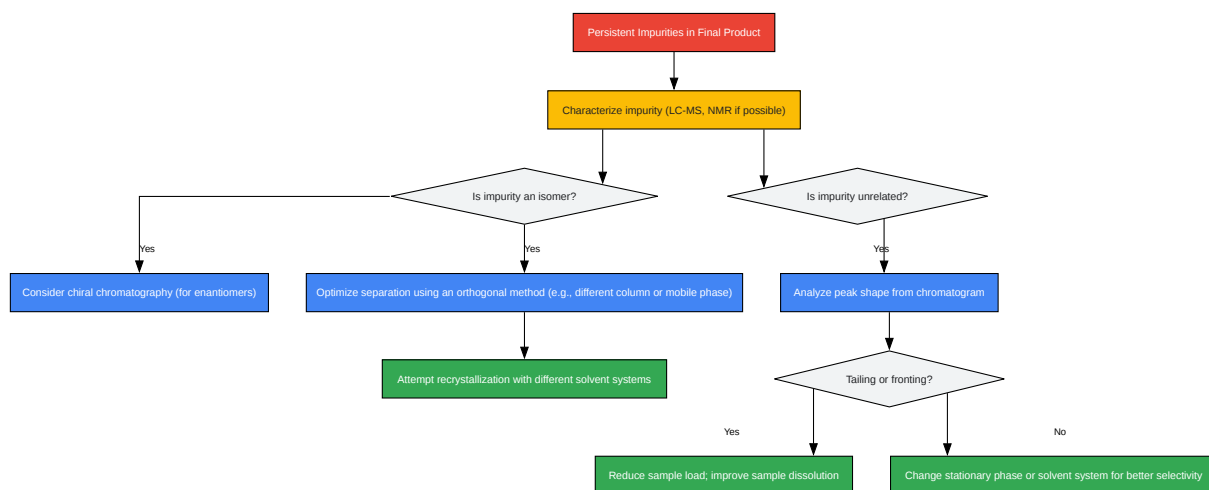 Persistent Impurities in Final Product
Characterize impurity (LC-MS, NMR if possible)
Is impurity an isomer?
Is impurity unrelated?
Yes
Yes
Yes
Consider chiral chromatography (for enantiomers)
Optimize separation using an orthogonal method (e.g., different column or mobile phase)
Analyze peak shape from chromatogram
Attempt recrystallization with different solvent systems
Tailing or fronting?
Yes
No
Reduce sample load; improve sample dissolution
Change stationary phase or solvent system for better selectivity